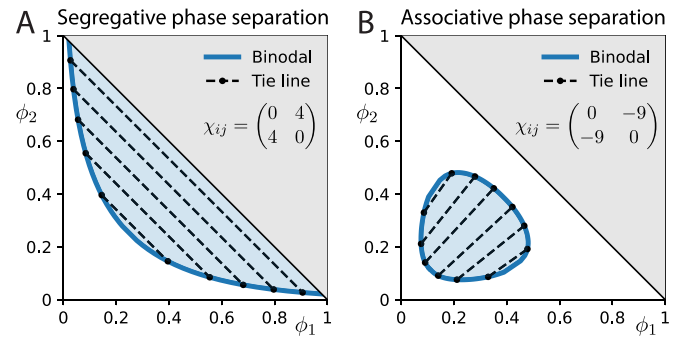 A Segregative phase separation
Binodal
Tie line
χij = (0 4
4 0)
ϕ2
1
0.8
0.6
0.4
0.2
0
0 0.2 0.4 0.6 0.8 ϕ1 1
B Associative phase separation
Binodal
Tie line
χij = (0 −9
−9 0)
ϕ2
1
0.8
0.6
0.4
0.2
0
0 0.2 0.4 0.6 0.8 ϕ1 1